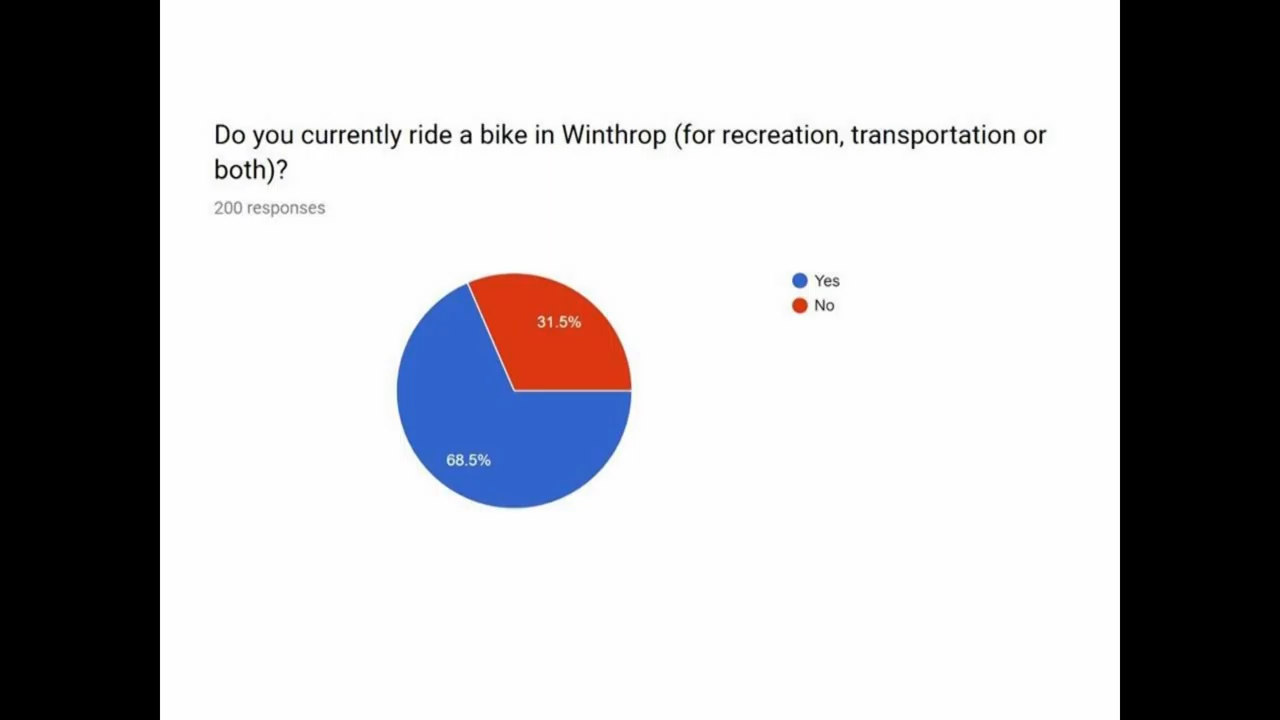 Do you currently ride a bike in Winthrop (for recreation, transportation or
both)?
200 responses
Yes
No
31.5%
68.5%